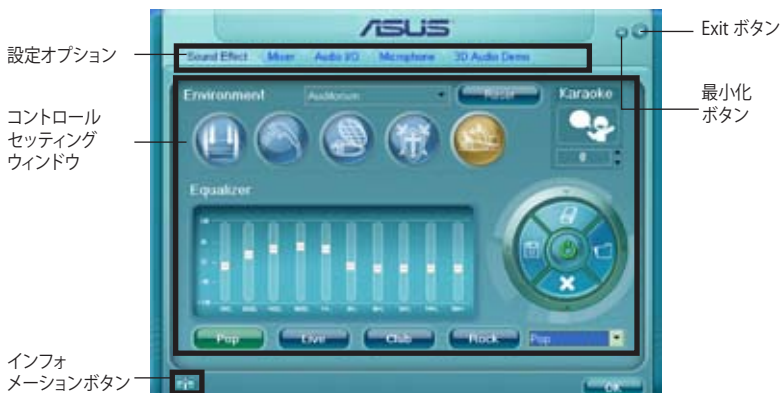 ASUS
Exit ボタン
設定オプション
Sound Effect Mixer Audio I/O Microphone 3D Audio Demo
最小化
ボタン
Environment Auditorium Reset Karaoke
コントロール
セッティング
ウィンドウ
0
Equalizer
Pop Live Club Rock Pop
インフォ
メーションボタン
OK